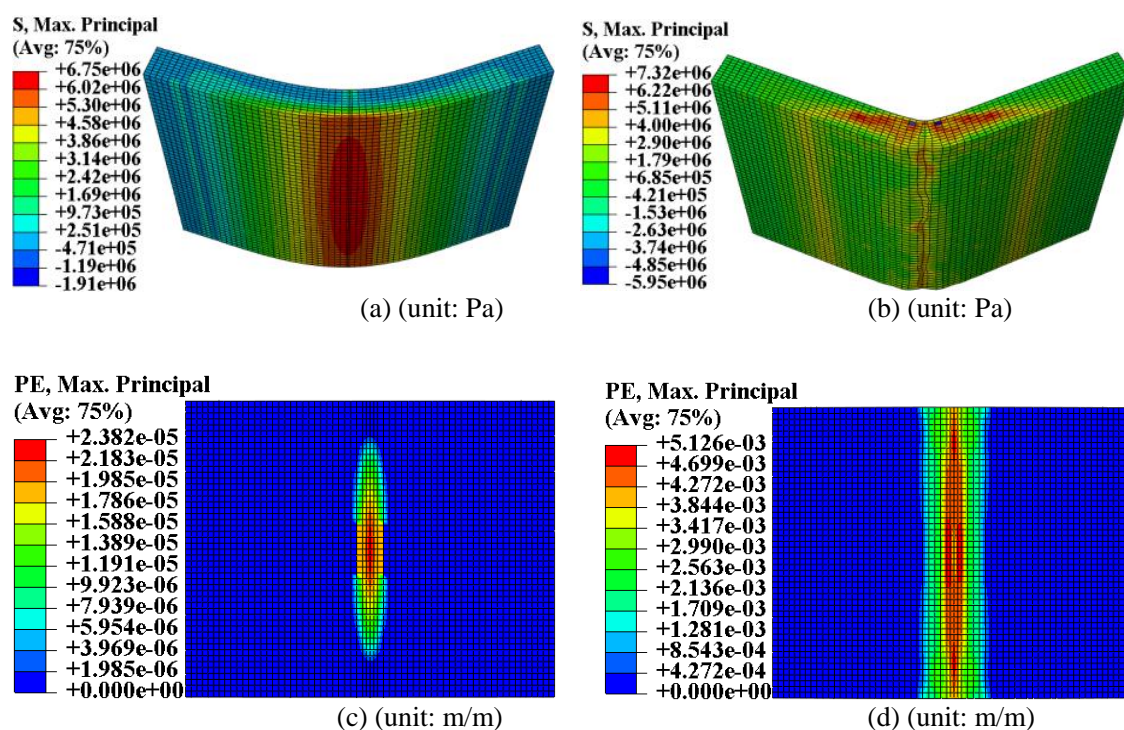 S, Max. Principal
(Avg: 75%)
+6.75e+06
+6.02e+06
+5.30e+06
+4.58e+06
+3.86e+06
+3.14e+06
+2.42e+06
+1.69e+06
+9.73e+05
+2.51e+05
-4.71e+05
-1.19e+06
-1.91e+06
(a) (unit: Pa)
S, Max. Principal
(Avg: 75%)
+7.32e+06
+6.22e+06
+5.11e+06
+4.00e+06
+2.90e+06
+1.79e+06
+6.85e+05
-4.21e+05
-1.53e+06
-2.63e+06
-3.74e+06
-4.85e+06
-5.95e+06
(b) (unit: Pa)
PE, Max. Principal
(Avg: 75%)
+2.382e-05
+2.183e-05
+1.985e-05
+1.786e-05
+1.588e-05
+1.389e-05
+1.191e-05
+9.923e-06
+7.939e-06
+5.954e-06
+3.969e-06
+1.985e-06
+0.000e+00
(c) (unit: m/m)
PE, Max. Principal
(Avg: 75%)
+5.126e-03
+4.699e-03
+4.272e-03
+3.844e-03
+3.417e-03
+2.990e-03
+2.563e-03
+2.136e-03
+1.709e-03
+1.281e-03
+8.543e-04
+4.272e-04
+0.000e+00
(d) (unit: m/m)